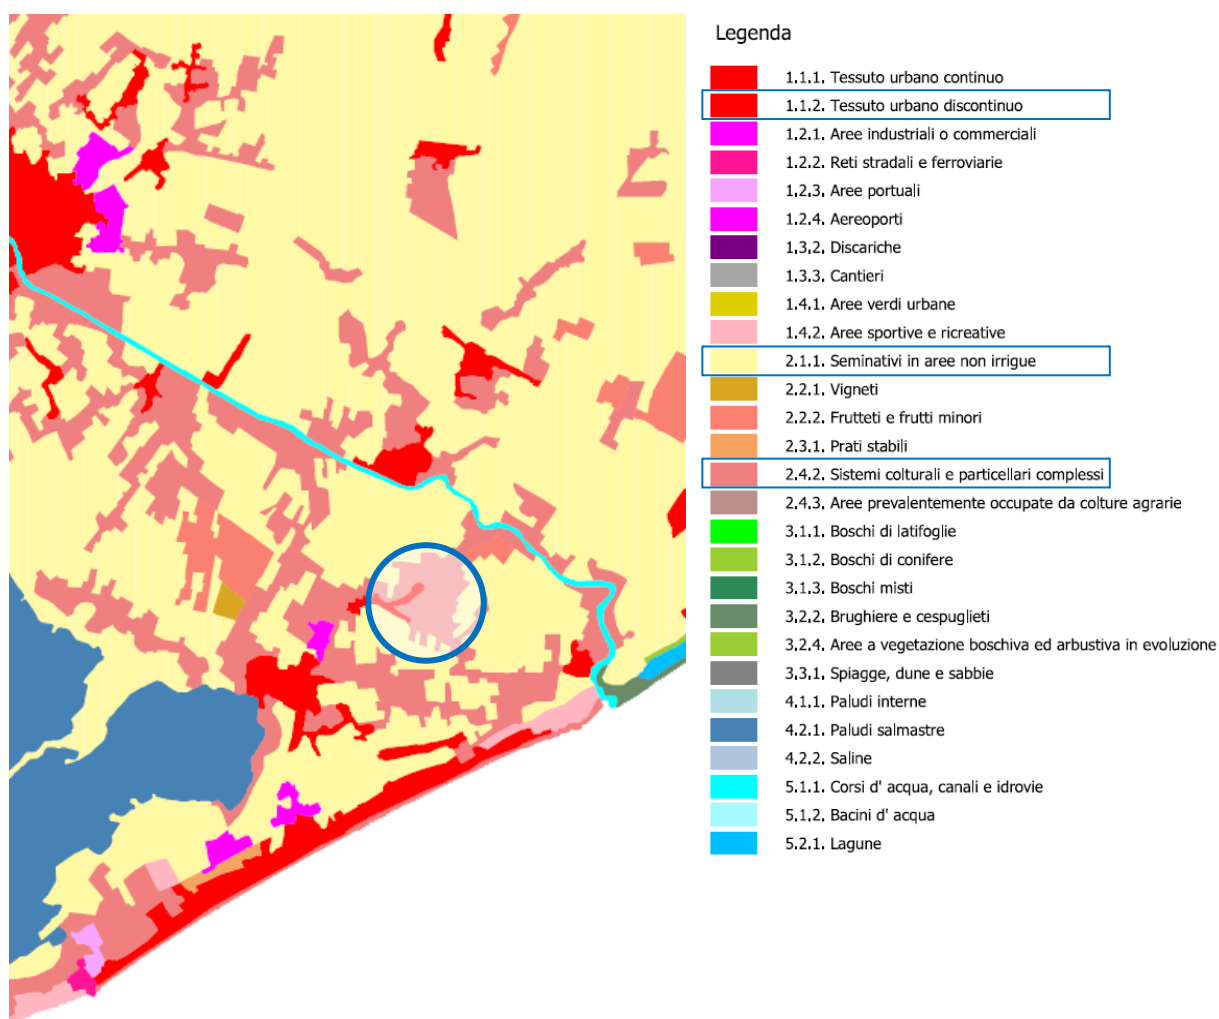 Legenda
1.1.1. Tessuto urbano continuo
1.1.2. Tessuto urbano discontinuo
1.2.1. Aree industriali o commerciali
1.2.2. Reti stradali e ferroviarie
1.2.3. Aree portuali
1.2.4. Aereoporti
1.3.2. Discariche
1.3.3. Cantieri
1.4.1. Aree verdi urbane
1.4.2. Aree sportive e ricreative
2.1.1. Seminativi in aree non irrigue
2.2.1. Vigneti
2.2.2. Frutteti e frutti minori
2.3.1. Prati stabili
2.4.2. Sistemi colturali e particellari complessi
2.4.3. Aree prevalentemente occupate da colture agrarie
3.1.1. Boschi di latifoglie
3.1.2. Boschi di conifere
3.1.3. Boschi misti
3.2.2. Brughiere e cespuglieti
3.2.4. Aree a vegetazione boschiva ed arbustiva in evoluzione
3.3.1. Spiagge, dune e sabbie
4.1.1. Paludi interne
4.2.1. Paludi salmastre
4.2.2. Saline
5.1.1. Corsi d' acqua, canali e idrovie
5.1.2. Bacini d' acqua
5.2.1. Lagune